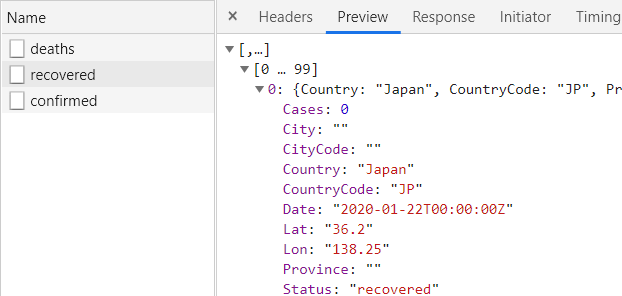 Name
deaths
recovered
confirmed
× Headers Preview Response Initiator Timing
▼[,…]
▼[0 … 99]
▼0: {Country: "Japan", CountryCode: "JP", Pr
Cases: 0
City: ""
CityCode: ""
Country: "Japan"
CountryCode: "JP"
Date: "2020-01-22T00:00:00Z"
Lat: "36.2"
Lon: "138.25"
Province: ""
Status: "recovered"